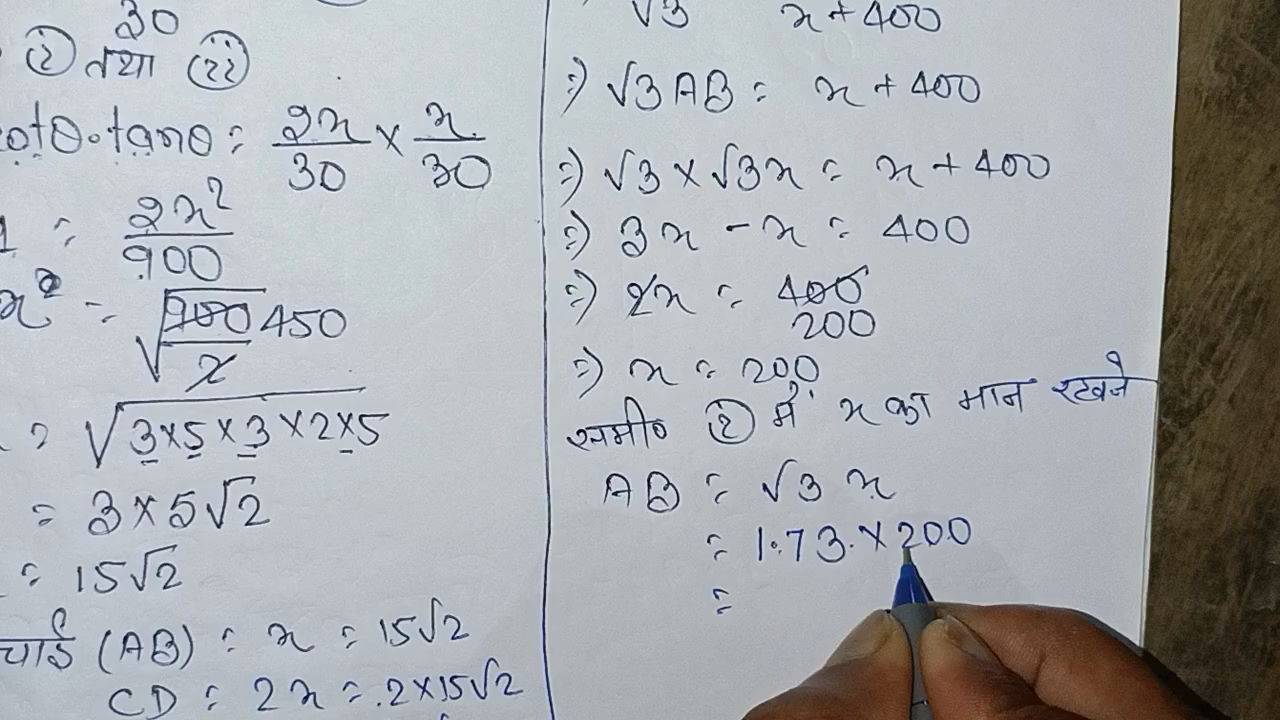 30
(i) तथा (ii)
cotθ·tanθ = 2x/30 × x/30
1 = 2x²/900
x² = √900/2 450
= √3×5×3×2×5
= 3×5√2
= 15√2
चाई (AB) = x = 15√2
CD = 2x = 2×15√2
√3 x+400
⇒ √3AB = x+400
⇒ √3×√3x = x+400
⇒ 3x - x = 400
⇒ 2x = 400
200
⇒ x = 200
समी० (i) में x का मान रखने
AB = √3 x
= 1.73.×200
=